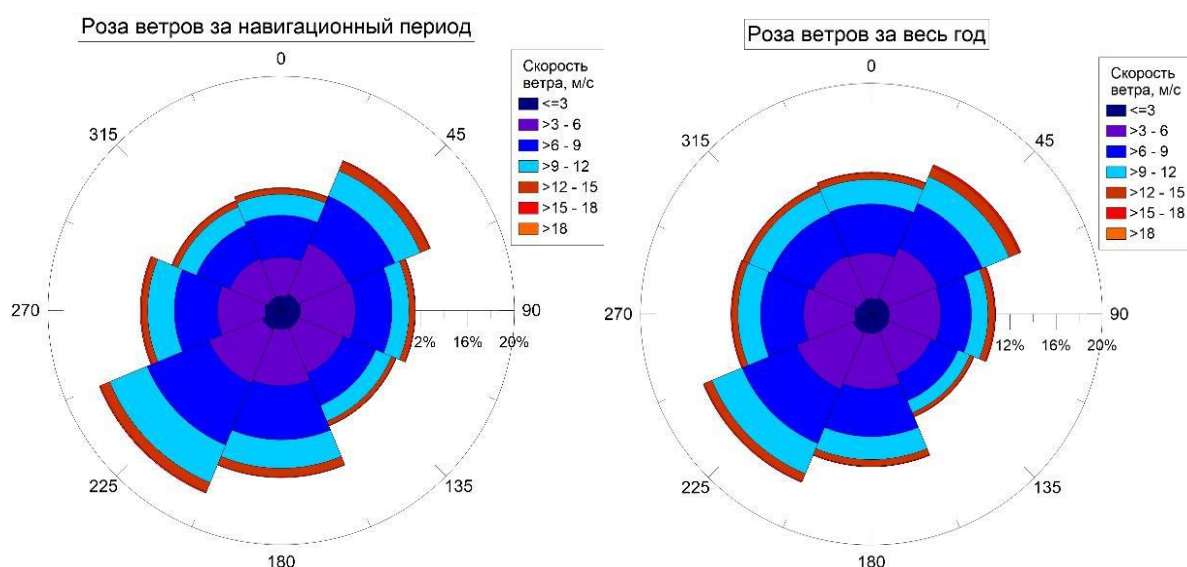 Роза ветров за навигационный период
Скорость
ветра, м/с
<=3
>3 - 6
>6 - 9
>9 - 12
>12 - 15
>15 - 18
>18
0
45
90
135
180
225
270
315
2%
16%
20%
Роза ветров за весь год
Скорость
ветра, м/с
<=3
>3 - 6
>6 - 9
>9 - 12
>12 - 15
>15 - 18
>18
0
45
90
135
180
225
270
315
12%
16%
20%